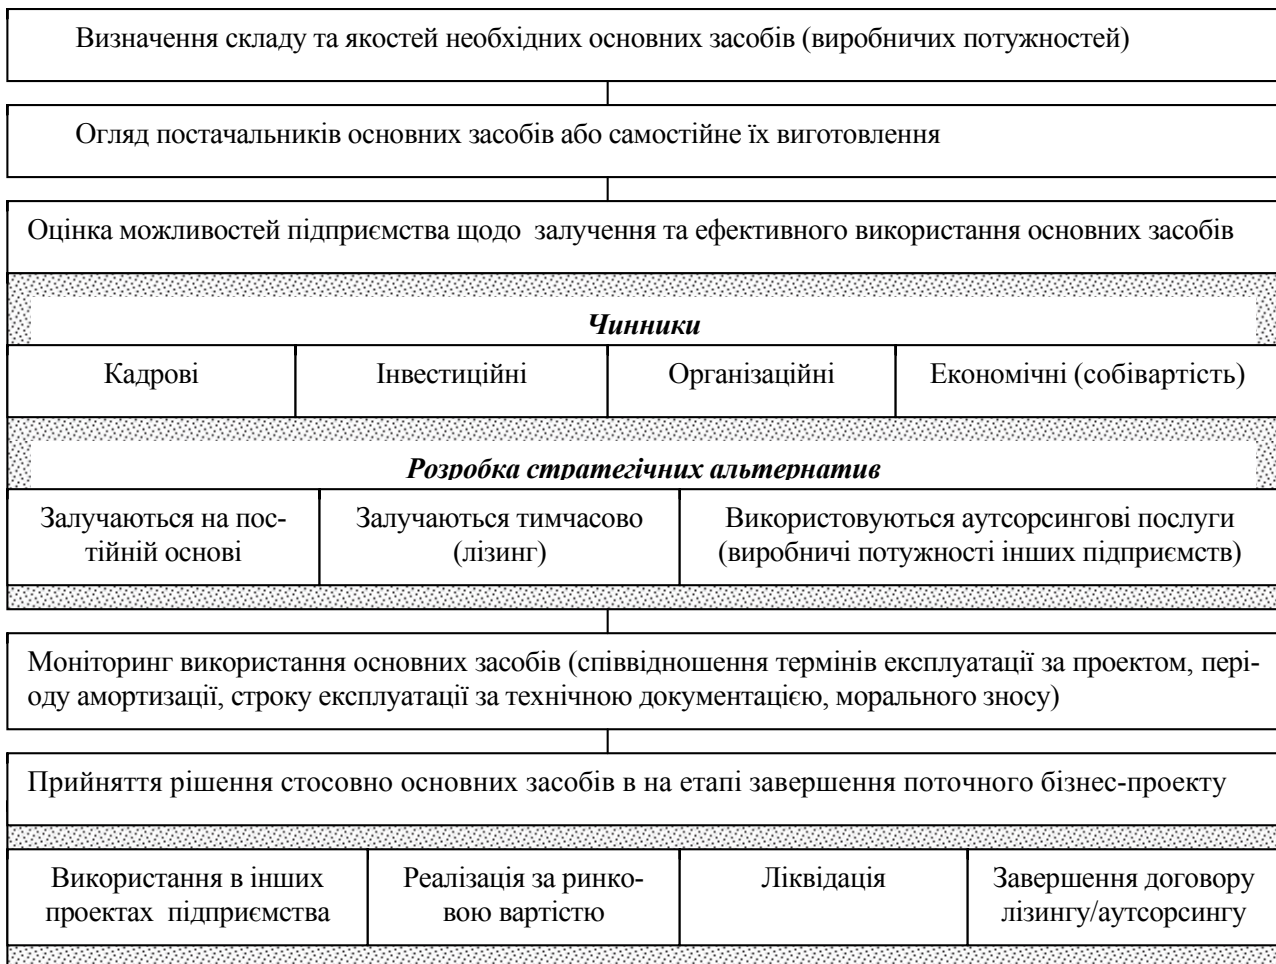 Визначення складу та якостей необхідних основних засобів (виробничих потужностей)
Огляд постачальників основних засобів або самостійне їх виготовлення
Оцінка можливостей підприємства щодо залучення та ефективного використання основних засобів
Чинники
Кадрові
Інвестиційні
Організаційні
Економічні (собівартість)
Розробка стратегічних альтернатив
Залучаються на пос-
тійній основі
Залучаються тимчасово
(лізинг)
Використовуються аутсорсингові послуги
(виробничі потужності інших підприємств)
Моніторинг використання основних засобів (співвідношення термінів експлуатації за проектом, пері-
оду амортизації, строку експлуатації за технічною документацією, морального зносу)
Прийняття рішення стосовно основних засобів в на етапі завершення поточного бізнес-проекту
Використання в інших
проектах підприємства
Реалізація за ринко-
вою вартістю
Ліквідація
Завершення договору
лізингу/аутсорсингу